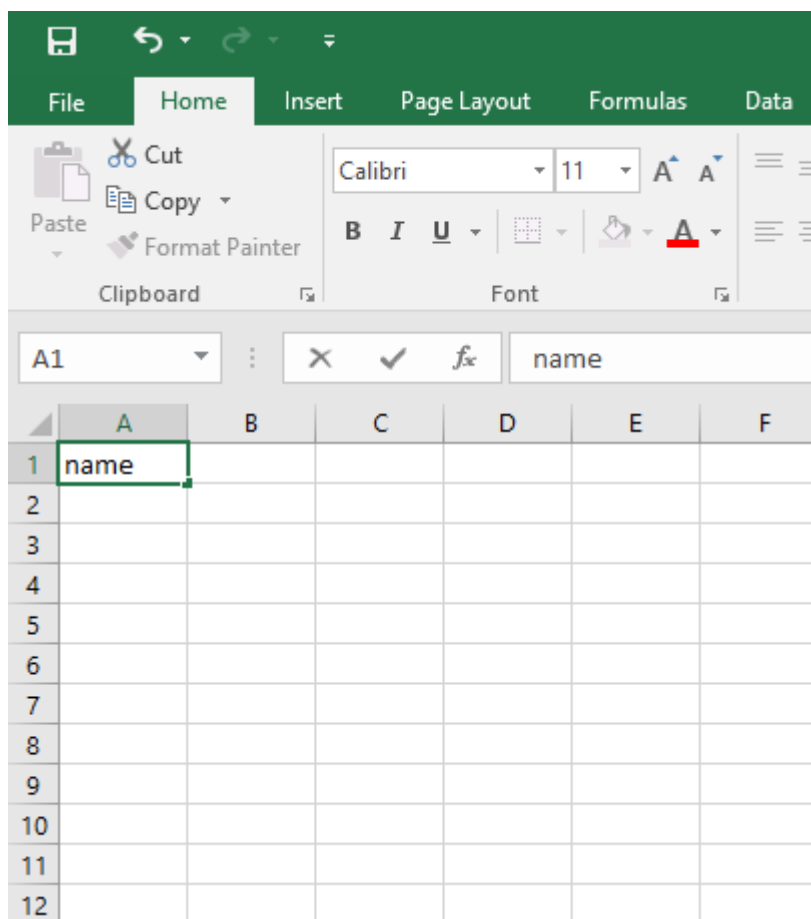 File Home Insert Page Layout Formulas Data
Cut
Calibri 11 A A
Copy
Paste
B I U A
Format Painter
Clipboard Font
A1 fx name
A B C D E F
1 name
2
3
4
5
6
7
8
9
10
11
12